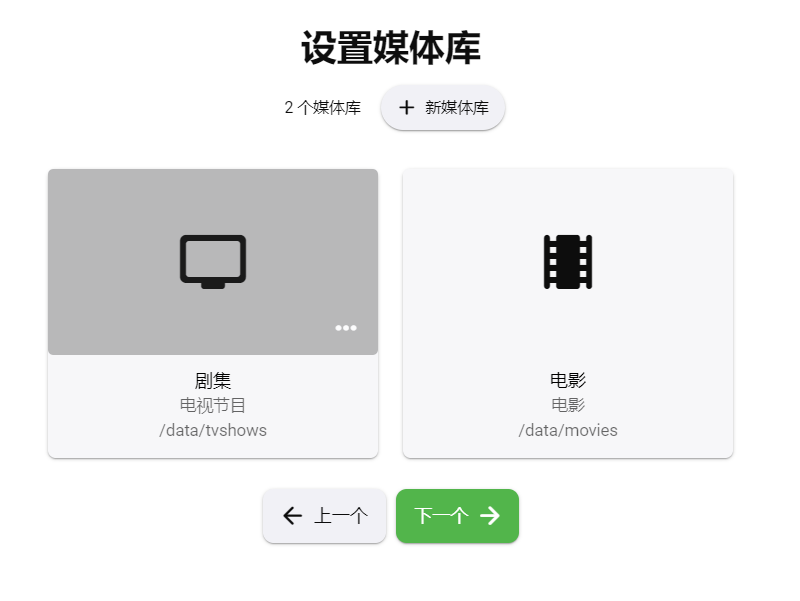 设置媒体库
2 个媒体库
新媒体库
剧集
电视节目
/data/tvshows
电影
电影
/data/movies
上一个
下一个